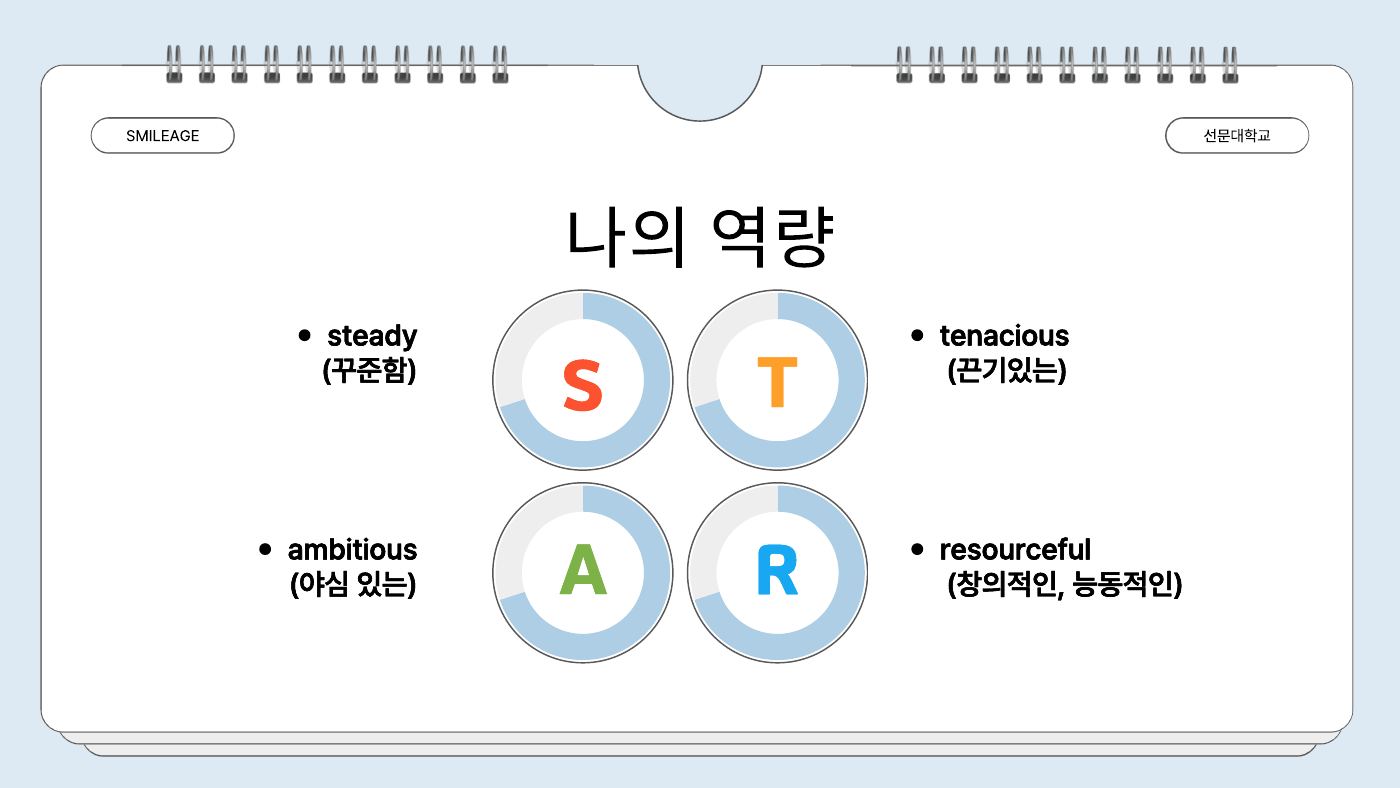 SMILEAGE
선문대학교
나의 역량
• steady
(꾸준함)
S
T
• tenacious
(끈기있는)
• ambitious
(야심 있는)
A
R
• resourceful
(창의적인, 능동적인)